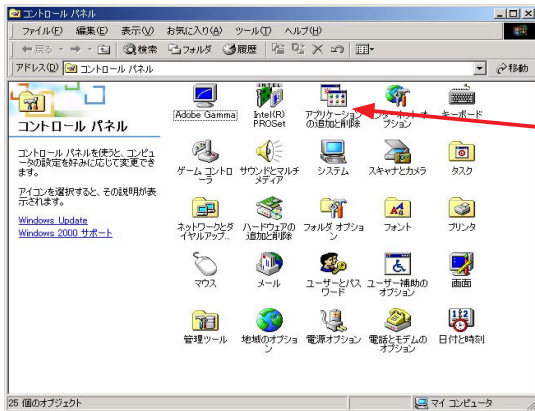 コントロール パネル
ファイル(F) 編集(E) 表示(V) お気に入り(A) ツール(T) ヘルプ(H)
戻る 検索 フォルダ 履歴
アドレス(D) コントロール パネル 移動
コントロール パネル
コントロール パネルを使うと、コンピュ
ータの設定を好みに応じて変更でき
ます。
アイコンを選択すると、その説明が表
示されます。
Windows Update
Windows 2000 サポート
Adobe Gamma
Intel(R)
PROSet
アプリケーション
の追加と削除
プション
キーボード
ゲーム コントロ
ーラ
サウンドとマルチ
メディア
システム
スキャナとカメラ
タスク
ネットワークとダ
イヤルアップ...
ハードウェアの
追加と削除
フォルダ オプショ
ン
フォント
プリンタ
マウス
メール
ユーザーとパス
ワード
ユーザー補助の
オプション
画面
管理ツール
地域のオプショ
ン
電源オプション
電話とモデムの
オプション
日付と時刻
25 個のオブジェクト
マイ コンピュータ